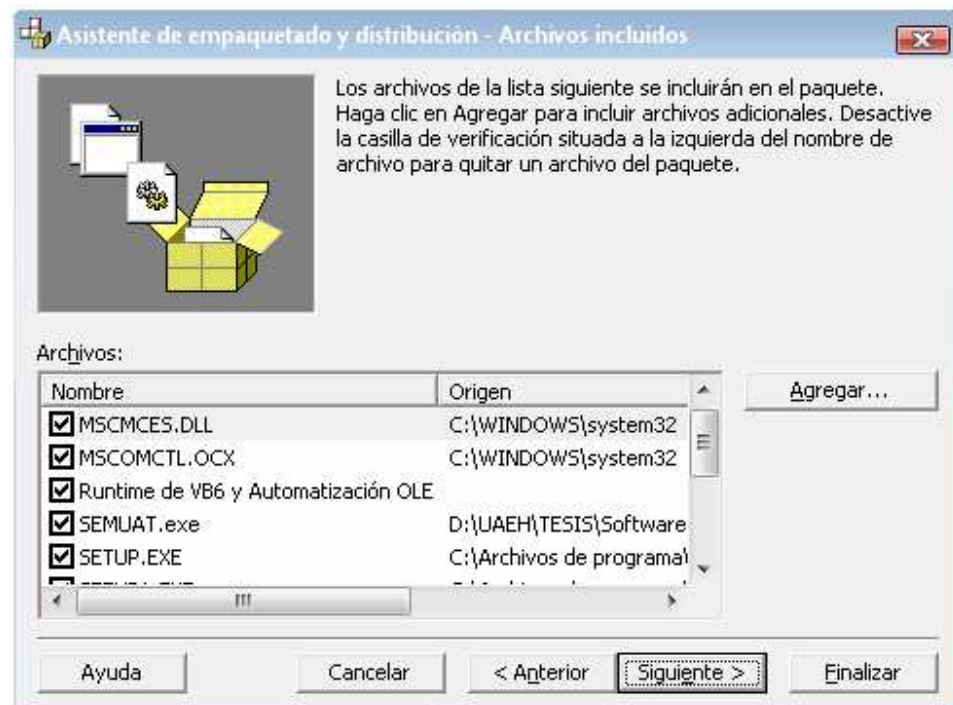 Asistente de empaquetado y distribución - Archivos incluidos
Los archivos de la lista siguiente se incluirán en el paquete.
Haga clic en Agregar para incluir archivos adicionales. Desactive
la casilla de verificación situada a la izquierda del nombre de
archivo para quitar un archivo del paquete.
Archivos:
Nombre Origen
Agregar...
MSCMCES.DLL C:\WINDOWS\system32
MSCOMCTL.OCX C:\WINDOWS\system32
Runtime de VB6 y Automatización OLE
SEMUAT.exe D:\UAEH\TESIS\Software
SETUP.EXE C:\Archivos de programa\
Ayuda Cancelar < Anterior Siguiente > Finalizar